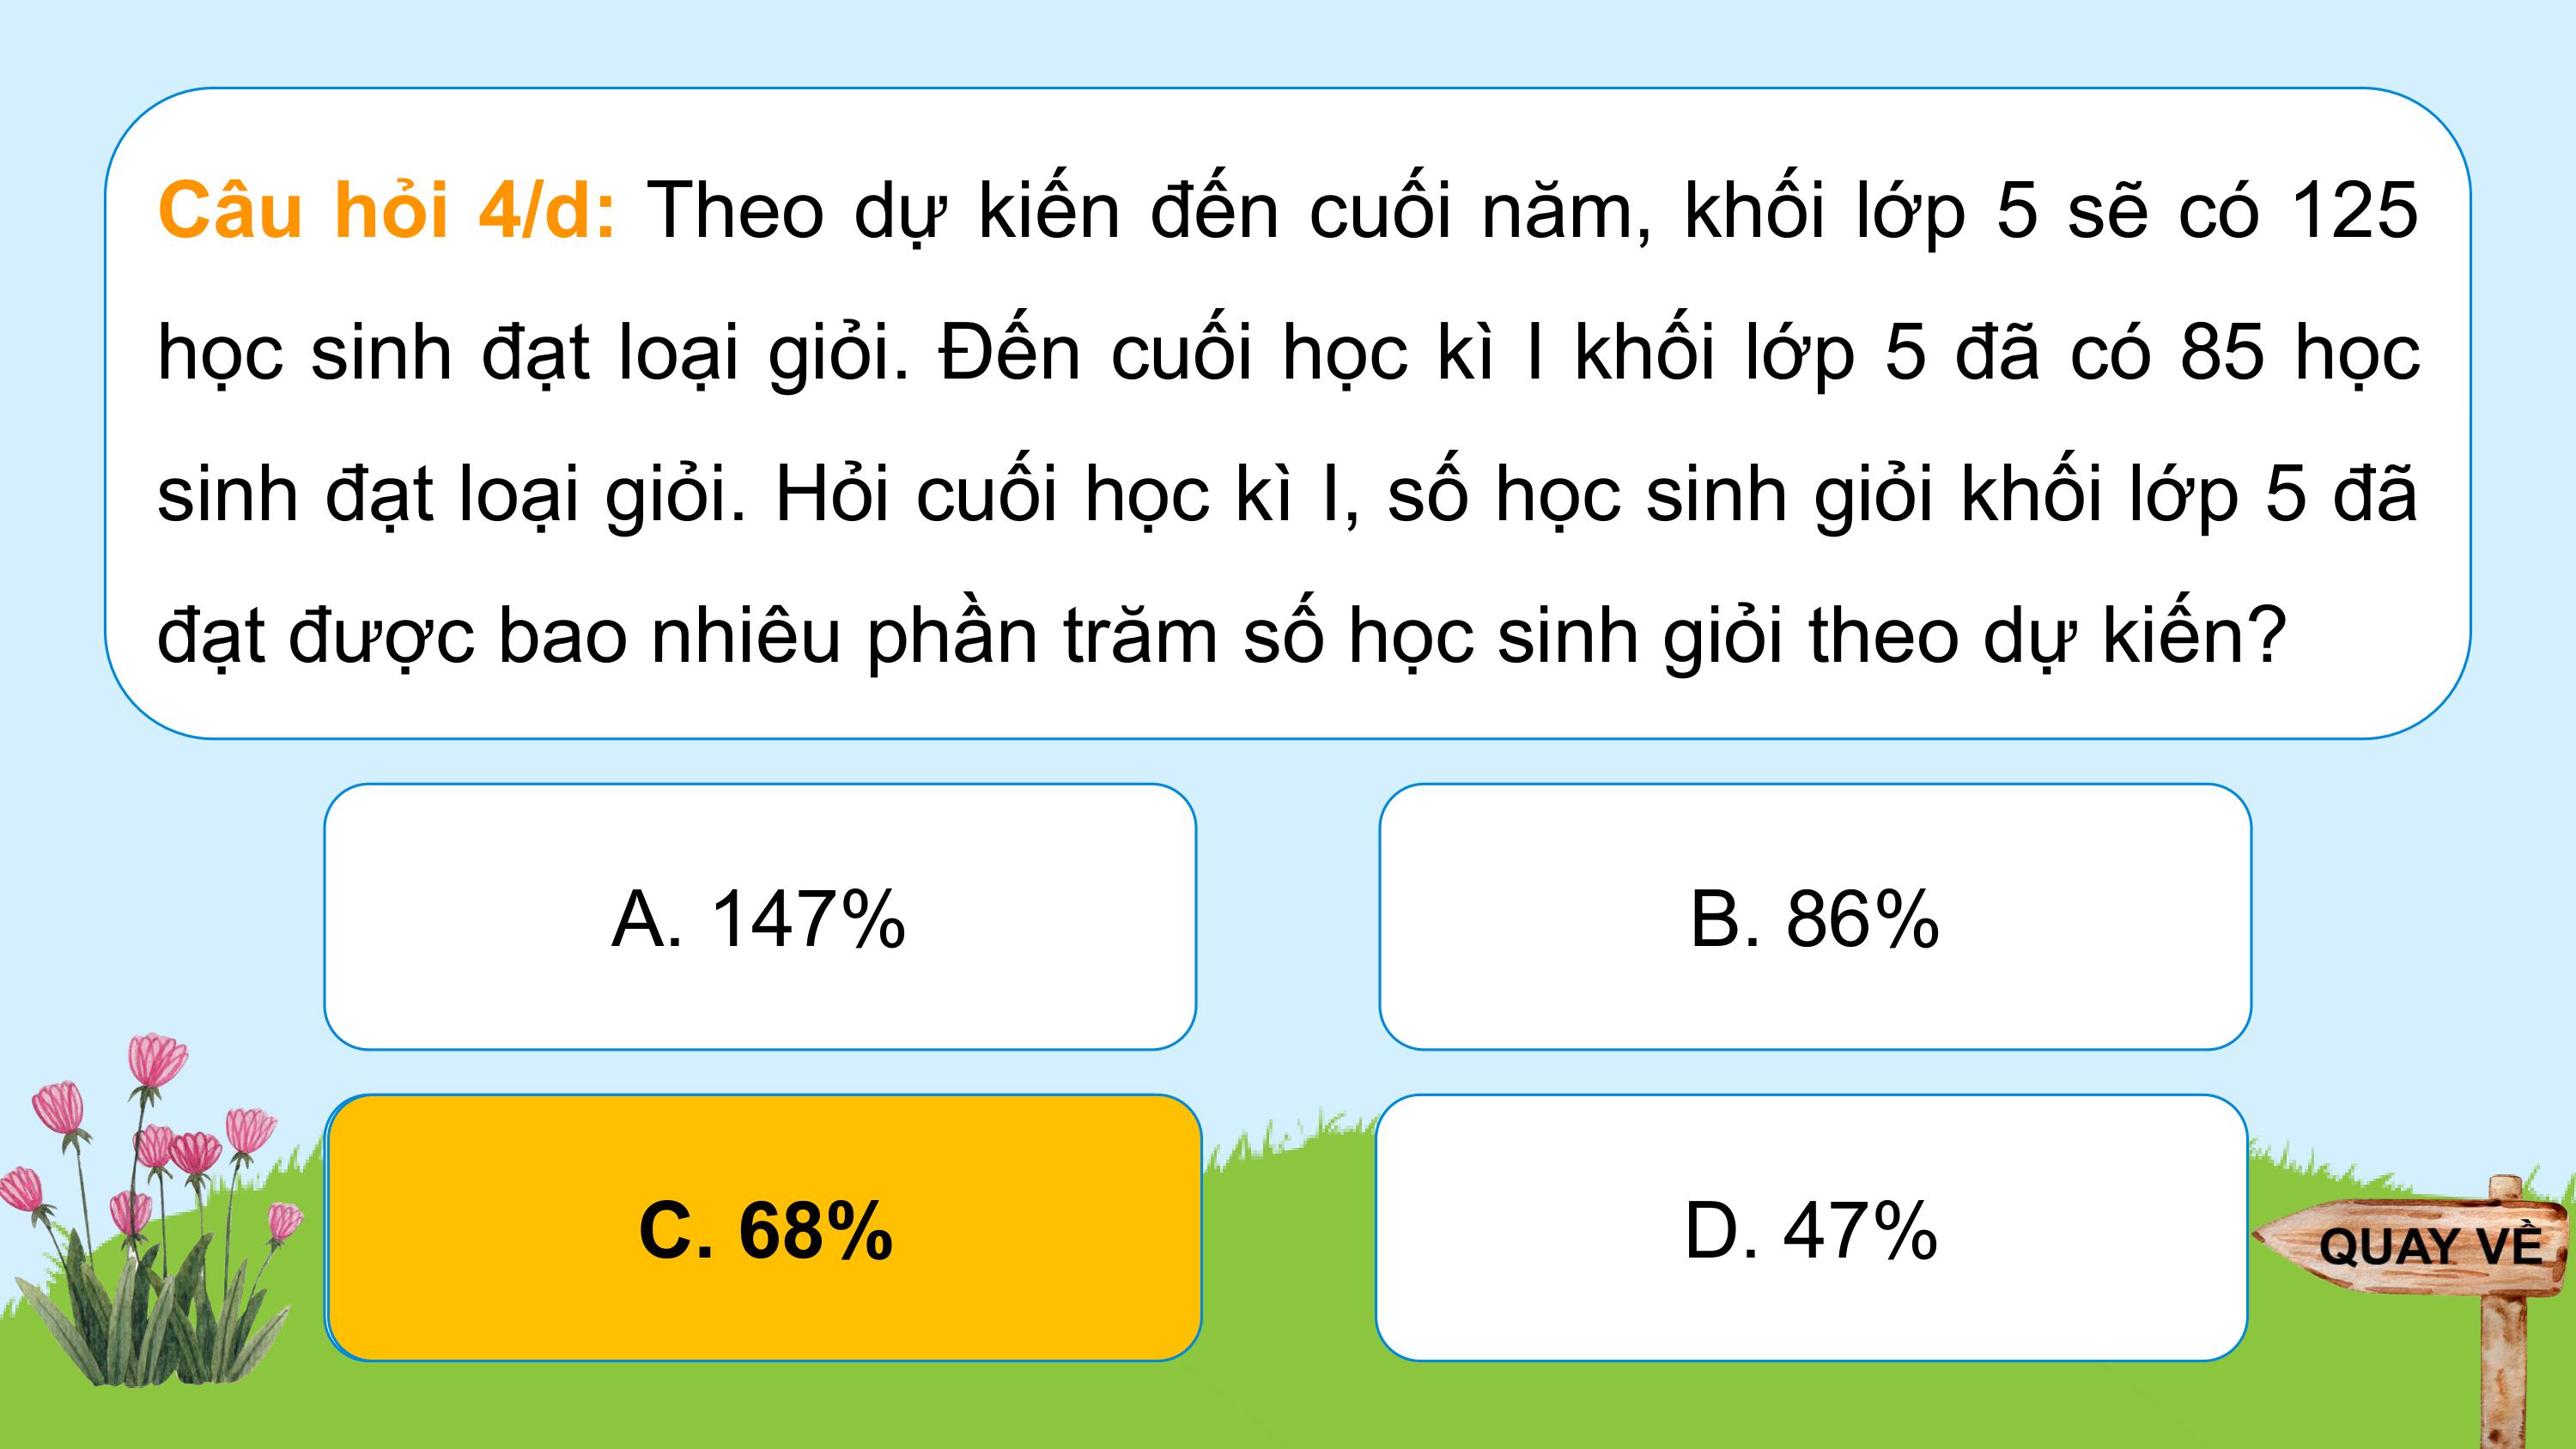 Câu hỏi 4/d: Theo dự kiến đến cuối năm, khối lớp 5 sẽ có 125
học sinh đạt loại giỏi. Đến cuối học kì I khối lớp 5 đã có 85 học
sinh đạt loại giỏi. Hỏi cuối học kì I, số học sinh giỏi khối lớp 5 đã
đạt được bao nhiêu phần trăm số học sinh giỏi theo dự kiến?
A. 147%
B. 86%
C. 68%
D. 47%
QUAY VỀ